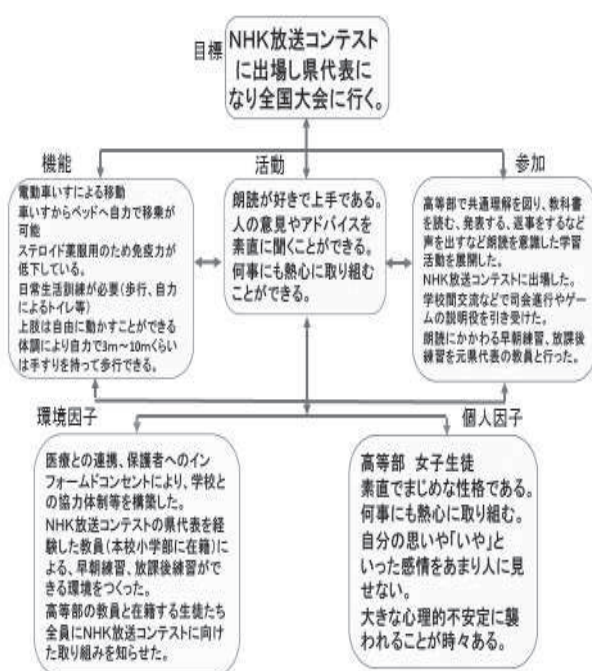 目標
NHK放送コンテスト
に出場し県代表に
なり全国大会に行く。
機能
活動
参加
電動車いすによる移動
車いすからベッドへ自力で移乗が
可能
ステロイド薬服用のため免疫力が
低下している。
日常生活訓練が必要(歩行、自力
によるトイレ等)
上肢は自由に動かすことができる
体調により自力で3m～10mくらい
は手すりを持って歩行できる。
朗読が好きで上手である。
人の意見やアドバイスを
素直に聞くことができる。
何事にも熱心に取り組む
ことができる。
高等部で共通理解を図り、教科書
を読む、発表する、返事をするなど
声を出すなど朗読を意識した学習
活動を展開した。
NHK放送コンテストに出場した。
学校間交流などで司会進行やゲー
ムの説明役を引き受けた。
朗読にかかわる早朝練習、放課後
練習を元県代表の教員と行った。
環境因子
個人因子
医療との連携、保護者へのイン
フォームドコンセントにより、学校と
の協力体制等を構築した。
NHK放送コンテストの県代表を経
験した教員(本校小学部に在籍)に
よる、早朝練習、放課後練習がで
きる環境をつくった。
高等部の教員と在籍する生徒たち
全員にNHK放送コンテストに向け
た取り組みを知らせた。
高等部 女子生徒
素直でまじめな性格である。
何事にも熱心に取り組む。
自分の思いや「いや」と
いった感情をあまり人に見
せない。
大きな心理的不安定に襲
われることが時々ある。